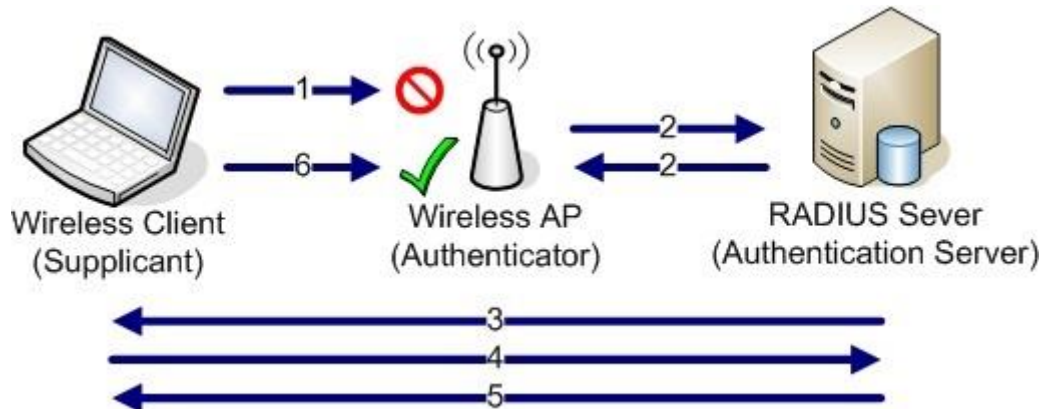 1
2
6
2
Wireless Client
(Supplicant)
Wireless AP
(Authenticator)
RADIUS Sever
(Authentication Server)
3
4
5